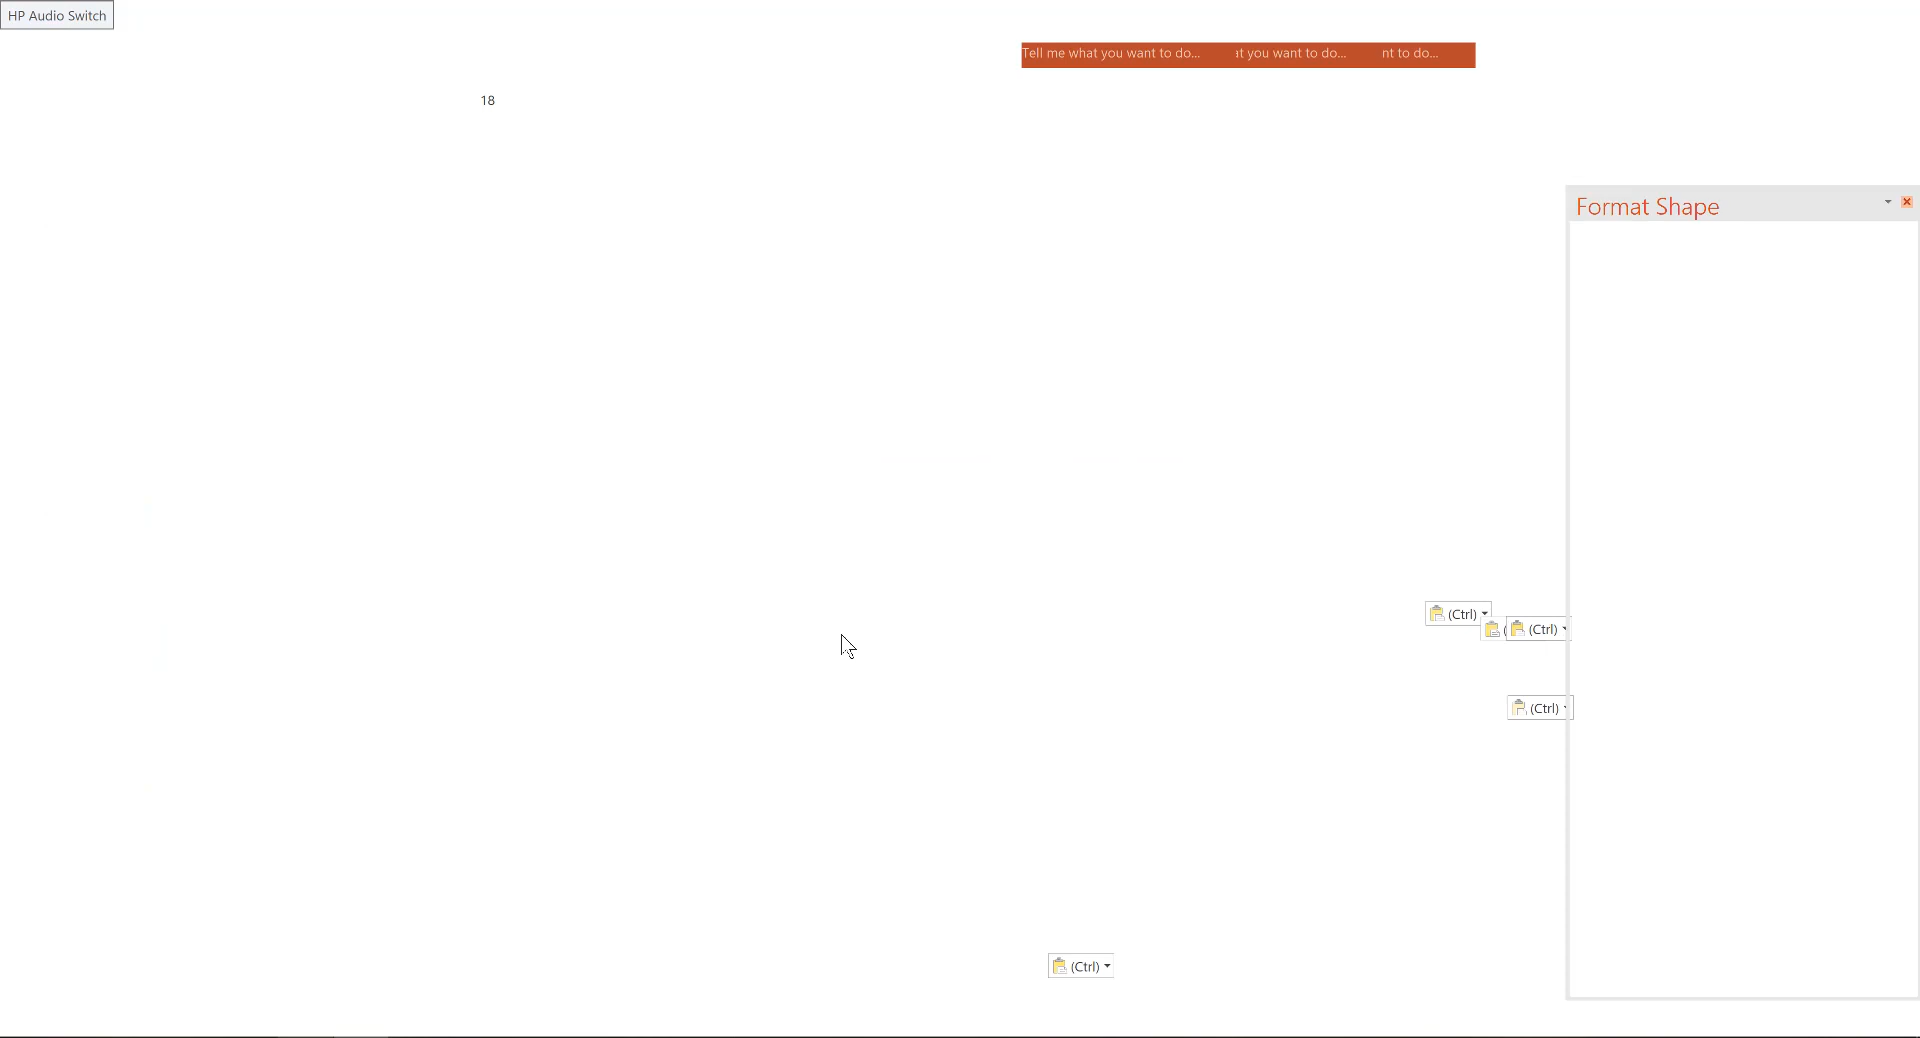 HP Audio Switch
Tell me what you want to do... at you want to do... nt to do...
18
Format Shape
(Ctrl)
( (Ctrl)
(Ctrl)
(Ctrl)